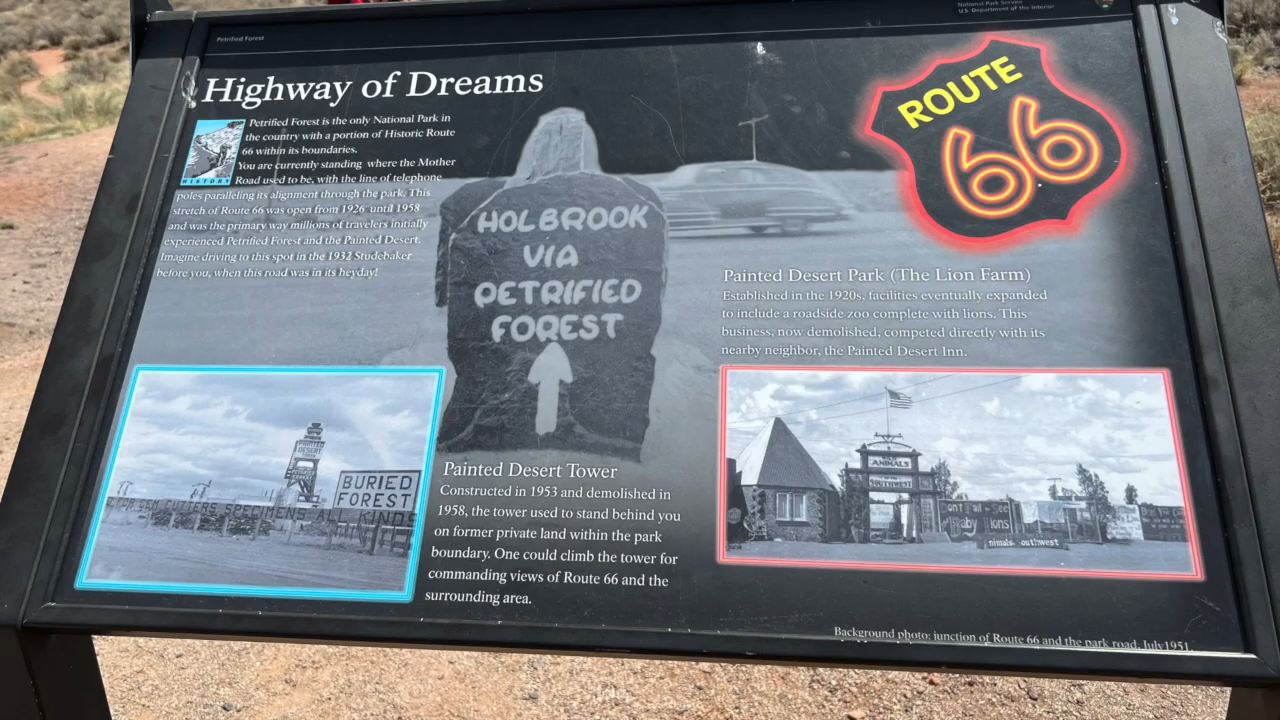 Petrified Forest
National Park Service
U.S. Department of the Interior
Highway of Dreams
HISTORY
Petrified Forest is the only National Park in
the country with a portion of Historic Route
66 within its boundaries.
You are currently standing where the Mother
Road used to be, with the line of telephone
poles paralleling its alignment through the park. This
stretch of Route 66 was open from 1926 until 1958
and was the primary way millions of travelers initially
experienced Petrified Forest and the Painted Desert.
Imagine driving to this spot in the 1932 Studebaker
before you, when this road was in its heyday!
HOLBROOK
VIA
PETRIFIED
FOREST
ROUTE
66
Painted Desert Park (The Lion Farm)
Established in the 1920s, facilities eventually expanded
to include a roadside zoo complete with lions. This
business, now demolished, competed directly with its
nearby neighbor, the Painted Desert Inn.
PAINTED
DESERT
TOWER
BURIED
FOREST
SPECIMENS ALL KINDS
Painted Desert Tower
Constructed in 1953 and demolished in
1958, the tower used to stand behind you
on former private land within the park
boundary. One could climb the tower for
commanding views of Route 66 and the
surrounding area.
WILD
ANIMALS
OF THE
SOUTHWEST
Background photo: junction of Route 66 and the park road, July 1951.